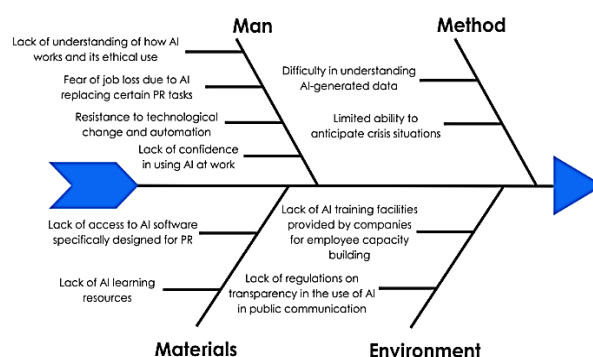 Man
Lack of understanding of how AI
works and its ethical use
Fear of job loss due to AI
replacing certain PR tasks
Resistance to technological
change and automation
Lack of confidence
in using AI at work
Method
Difficulty in understanding
AI-generated data
Limited ability to
anticipate crisis situations
Lack of access to AI software
specifically designed for PR
Lack of AI learning
resources
Materials
Lack of AI training facilities
provided by companies
for employee capacity
building
Lack of regulations on
transparency in the use of AI
in public communication
Environment